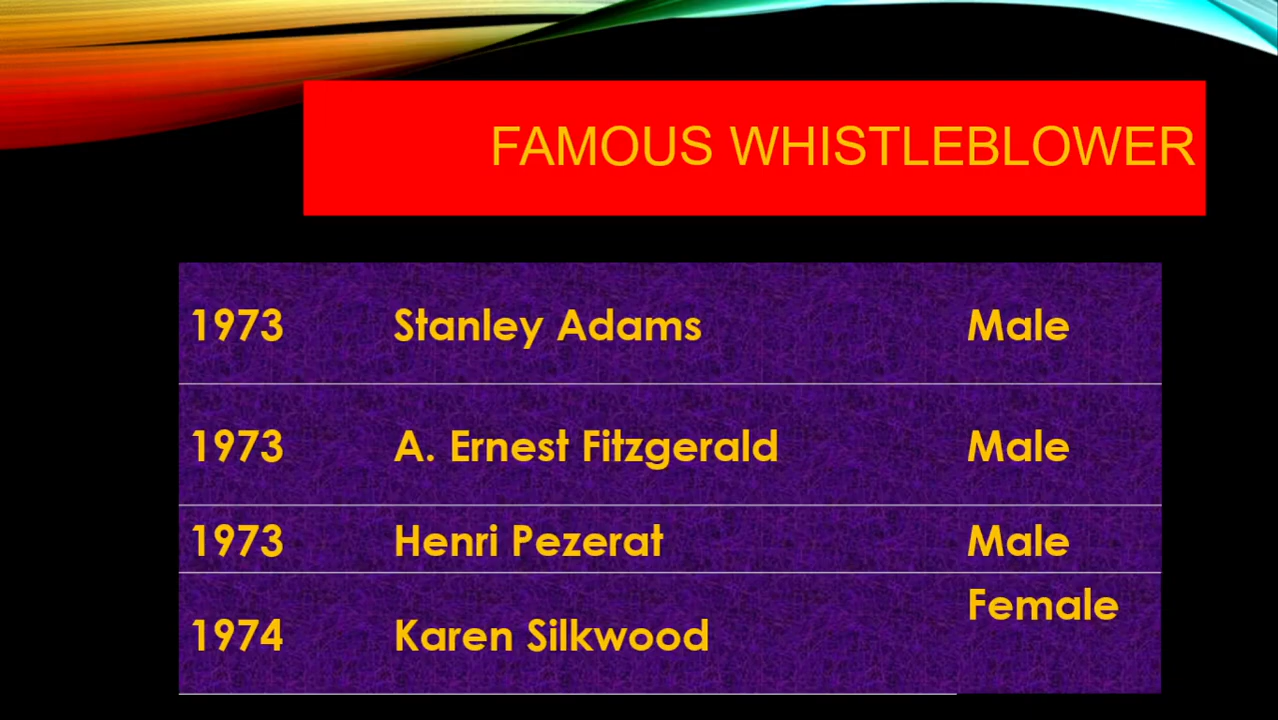 FAMOUS WHISTLEBLOWER
1973 Stanley Adams Male
1973 A. Ernest Fitzgerald Male
1973 Henri Pezerat Male
1974 Karen Silkwood Female